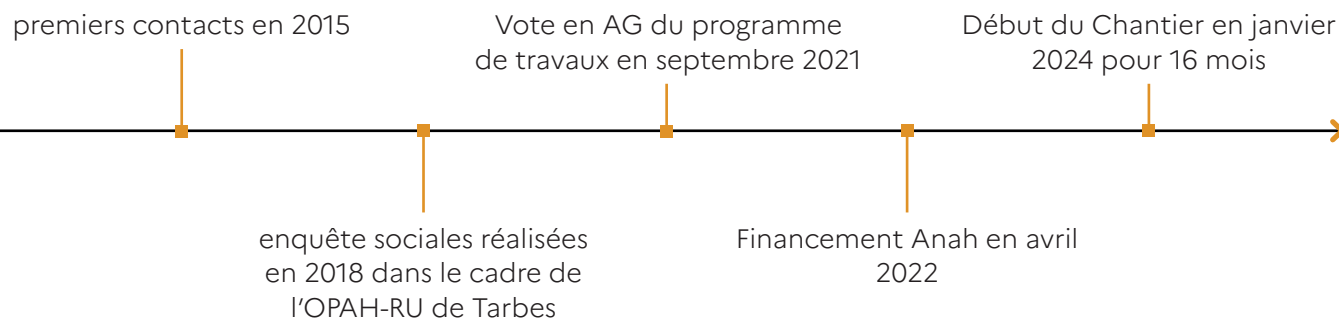 premiers contacts en 2015
Vote en AG du programme
de travaux en septembre 2021
Début du Chantier en janvier
2024 pour 16 mois
enquête sociales réalisées
en 2018 dans le cadre de
l'OPAH-RU de Tarbes
Financement Anah en avril
2022